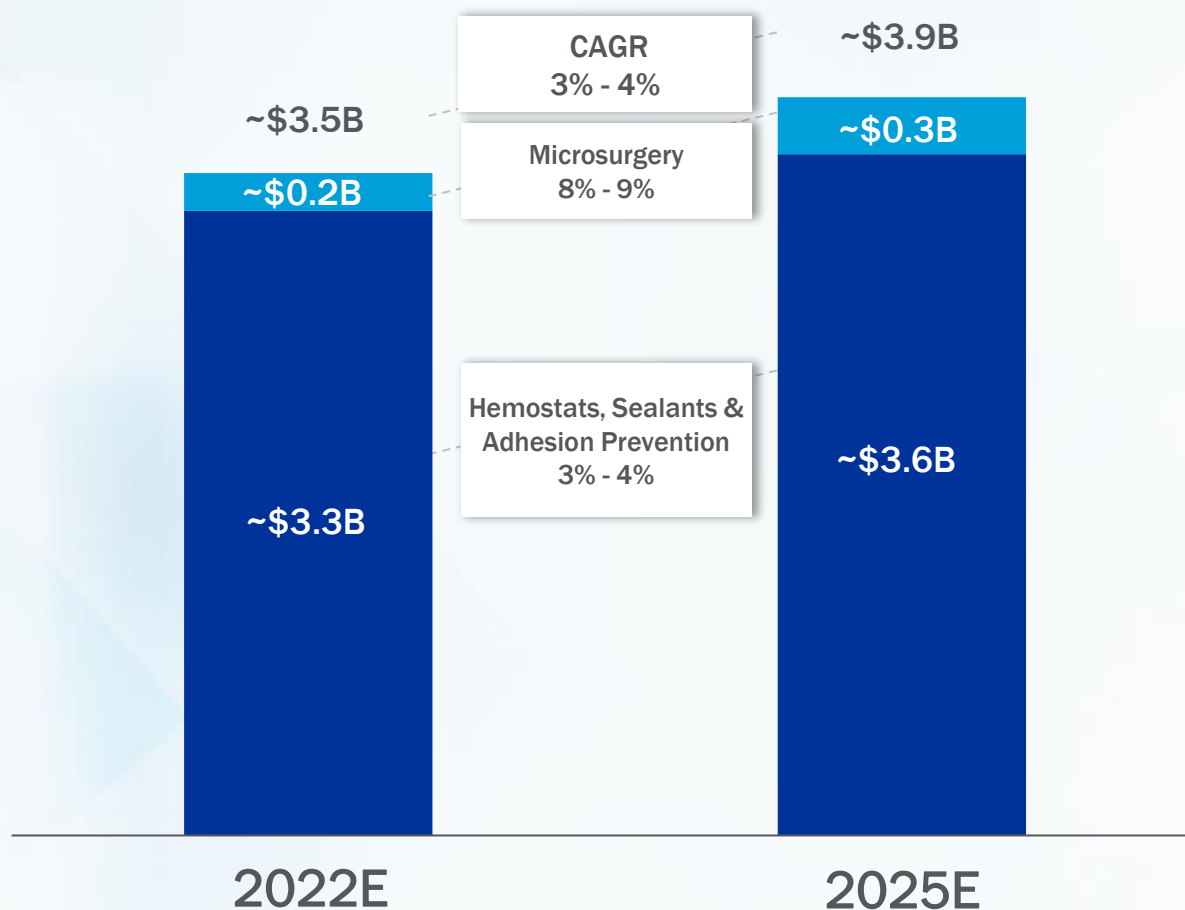 CAGR
3% - 4%
~$3.9B
~$3.5B
~$0.3B
Microsurgery
8% - 9%
~$0.2B
Hemostats, Sealants &
Adhesion Prevention
3% - 4%
~$3.6B
~$3.3B
2022E
2025E